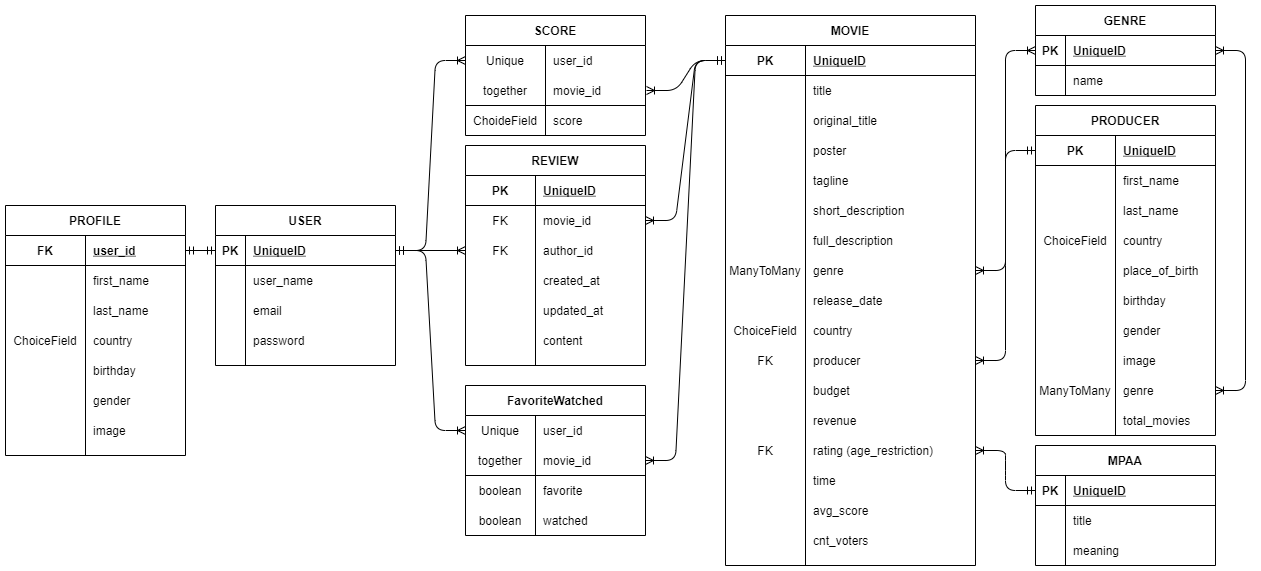 PROFILE
FK user_id
first_name
last_name
ChoiceField country
birthday
gender
image
USER
PK UniqueID
user_name
email
password
SCORE
Unique user_id
together movie_id
ChoideField score
REVIEW
PK UniqueID
FK movie_id
FK author_id
created_at
updated_at
content
FavoriteWatched
Unique user_id
together movie_id
boolean favorite
boolean watched
MOVIE
PK UniqueID
title
original_title
poster
tagline
short_description
full_description
ManyToMany genre
release_date
ChoiceField country
FK producer
budget
revenue
FK rating (age_restriction)
time
avg_score
cnt_voters
GENRE
PK UniqueID
name
PRODUCER
PK UniqueID
first_name
last_name
ChoiceField country
place_of_birth
birthday
gender
image
ManyToMany genre
total_movies
MPAA
PK UniqueID
title
meaning